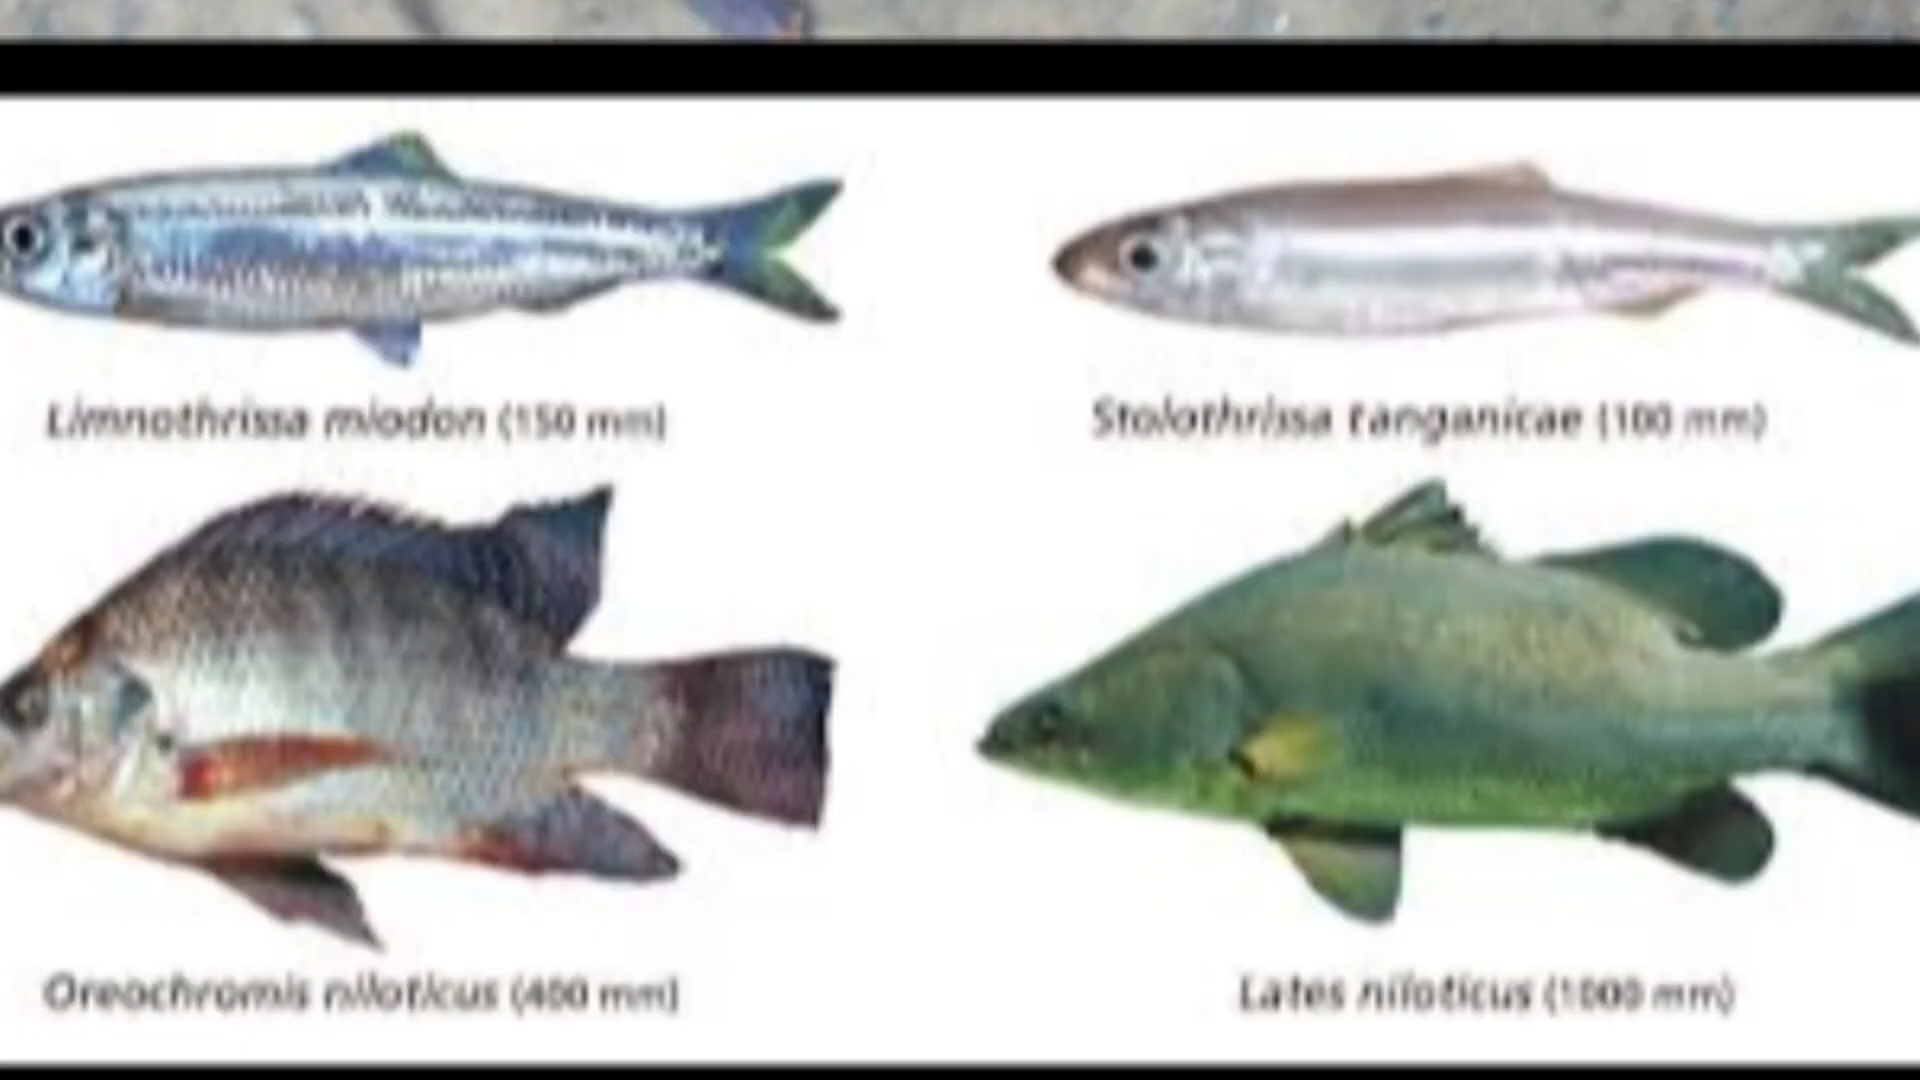 Limnothrissa miodon (150 mm)
Stolothrissa tanganicae (100 mm)
Oreochromis niloticus (400 mm)
Lates niloticus (1000 mm)